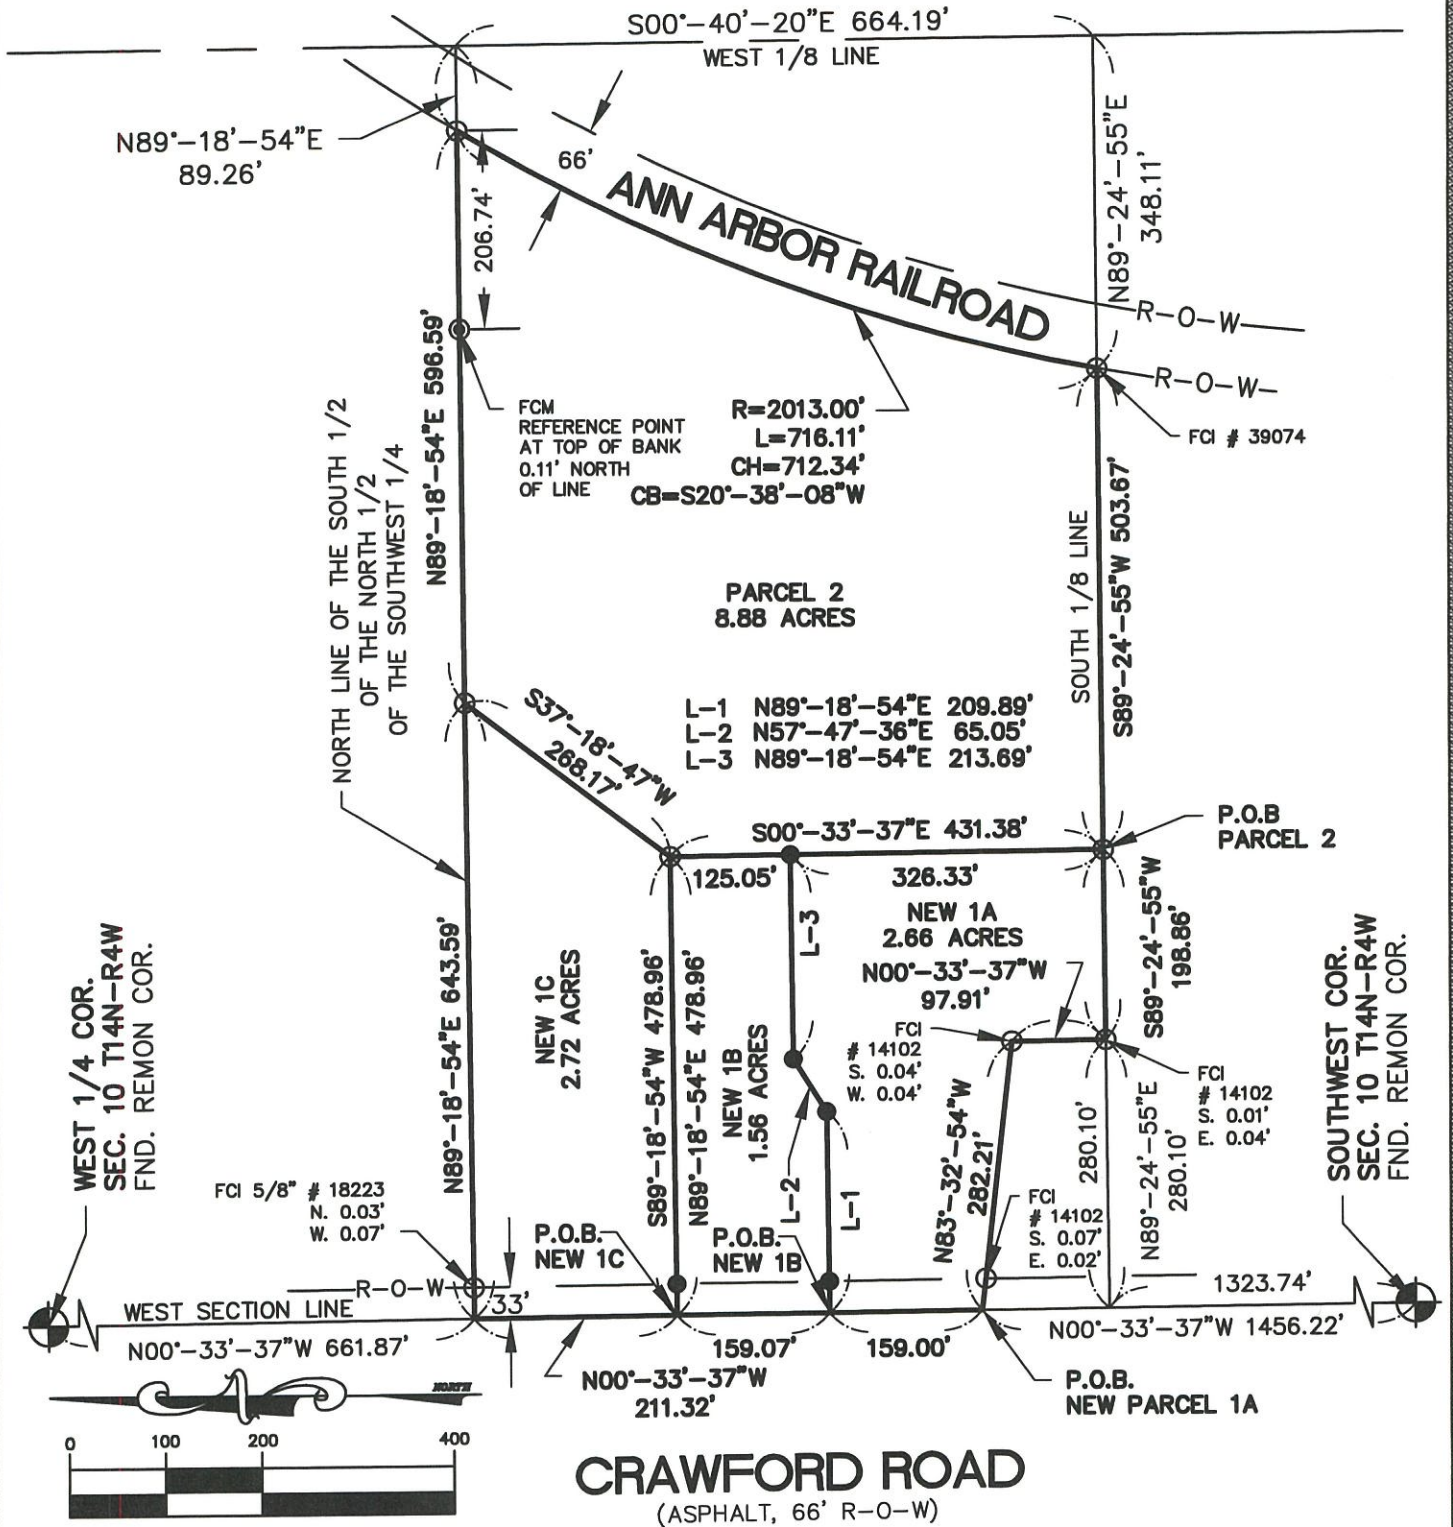 S00°-40'-20"E 664.19'
WEST 1/8 LINE
N89°-18'-54"E
89.26'
66'
206.74'
ANN ARBOR RAILROAD
N89°-24'-55"E
348.11'
R-O-W
R-O-W
FCI # 39074
N89°-18'-54"E 596.59'
FCM
REFERENCE POINT
AT TOP OF BANK
0.11' NORTH
OF LINE
R=2013.00'
L=716.11'
CH=712.34'
CB=S20°-38'-08"W
NORTH LINE OF THE SOUTH 1/2
OF THE NORTH 1/2
OF THE SOUTHWEST 1/4
SOUTH 1/8 LINE
S89°-24'-55"W 503.67'
PARCEL 2
8.88 ACRES
L-1 N89°-18'-54"E 209.89'
L-2 N57°-47'-36"E 65.05'
L-3 N89°-18'-54"E 213.69'
S37°-18'-47"W
268.17'
S00°-33'-37"E 431.38'
125.05'
326.33'
P.O.B
PARCEL 2
NEW 1A
2.66 ACRES
N00°-33'-37"W
97.91'
S89°-24'-55"W
198.86'
L-3
WEST 1/4 COR.
SEC. 10 T14N-R4W
FND. REMON COR.
N89°-18'-54"E 643.59'
NEW 1C
2.72 ACRES
S89°-18'-54"W 478.96'
N89°-18'-54"E 478.96'
NEW 1B
1.56 ACRES
FCI
# 14102
S. 0.04'
W. 0.04'
FCI
# 14102
S. 0.01'
E. 0.04'
SOUTHWEST COR.
SEC. 10 T14N-R4W
FND. REMON COR.
L-2
L-1
N83°-32'-54"W
282.21'
280.10'
N89°-24'-55"E
280.10'
FCI 5/8" # 18223
N. 0.03'
W. 0.07'
FCI
# 14102
S. 0.07'
E. 0.02'
P.O.B.
NEW 1C
P.O.B.
NEW 1B
R-O-W
33'
1323.74'
WEST SECTION LINE
N00°-33'-37"W 661.87'
159.07'
159.00'
N00°-33'-37"W 1456.22'
N00°-33'-37"W
211.32'
P.O.B.
NEW PARCEL 1A
NORTH
0 100 200 400
CRAWFORD ROAD
(ASPHALT, 66' R-O-W)